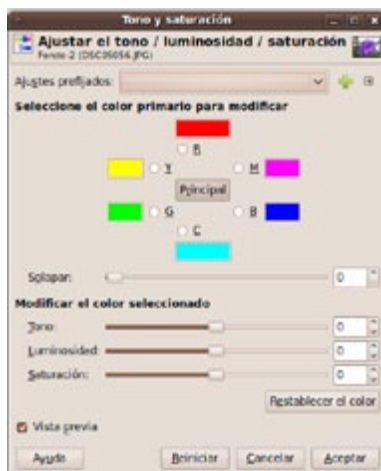 Tono y saturación
Ajustar el tono / luminosidad / saturación
Fondo-2 (DSC05056.JPG)
Ajustes prefijados:
Seleccione el color primario para modificar
R
Y M
Principal
G B
C
Solapar: 0
Modificar el color seleccionado
Tono: 0
Luminosidad: 0
Saturación: 0
Restablecer el color
Vista previa
Ayuda Reiniciar Cancelar Aceptar